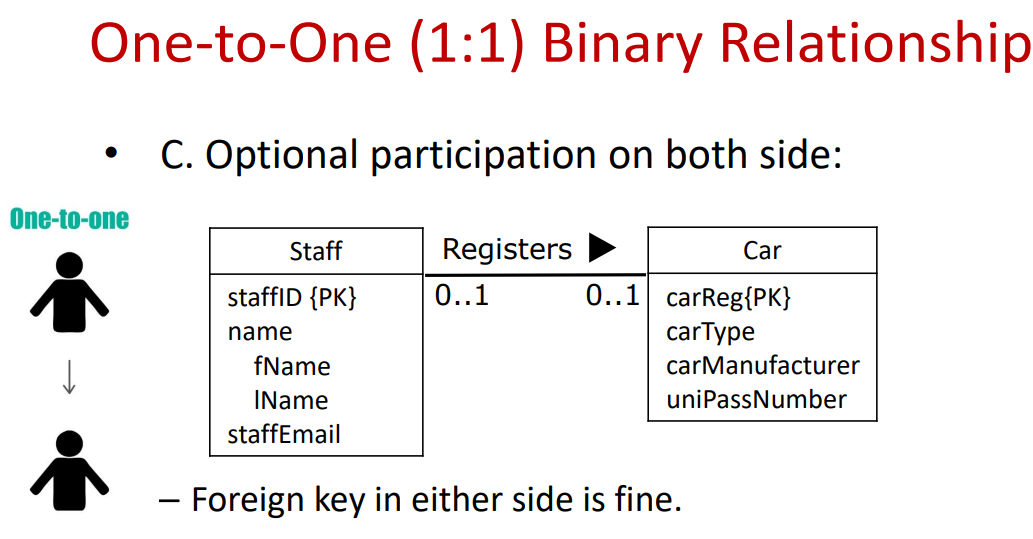 One-to-One (1:1) Binary Relationship
• C. Optional participation on both side:
One-to-one
Staff
staffID {PK}
name
fName
lName
staffEmail
Registers ▶
0..1 0..1
Car
carReg{PK}
carType
carManufacturer
uniPassNumber
– Foreign key in either side is fine.